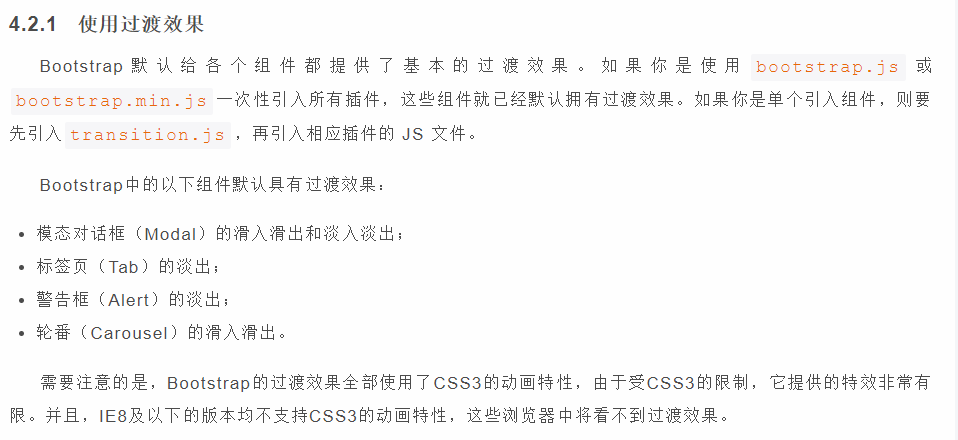 4.2.1 使用过渡效果
Bootstrap 默认给各个组件都提供了基本的过渡效果。如果你是使用 bootstrap.js 或
bootstrap.min.js 一次性引入所有插件，这些组件就已经默认拥有过渡效果。如果你是单个引入组件，则要
先引入 transition.js ，再引入相应插件的 JS 文件。
Bootstrap中的以下组件默认具有过渡效果：
• 模态对话框（Modal）的滑入滑出和淡入淡出；
• 标签页（Tab）的淡出；
• 警告框（Alert）的淡出；
• 轮番（Carousel）的滑入滑出。
需要注意的是，Bootstrap的过渡效果全部使用了CSS3的动画特性，由于受CSS3的限制，它提供的特效非常有
限。并且，IE8及以下的版本均不支持CSS3的动画特性，这些浏览器中将看不到过渡效果。